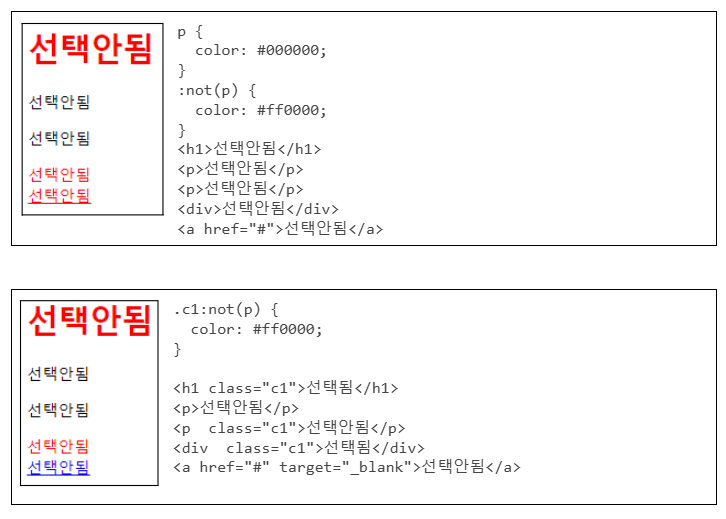 선택안됨
선택안됨
선택안됨
선택안됨
선택안됨
p {
  color: #000000;
}
:not(p) {
  color: #ff0000;
}
<h1>선택안됨</h1>
<p>선택안됨</p>
<p>선택안됨</p>
<div>선택안됨</div>
<a href="#">선택안됨</a>
선택안됨
선택안됨
선택안됨
선택안됨
선택안됨
.c1:not(p) {
  color: #ff0000;
}
<h1 class="c1">선택됨</h1>
<p>선택안됨</p>
<p  class="c1">선택안됨</p>
<div  class="c1">선택됨</div>
<a href="#" target="_blank">선택안됨</a>